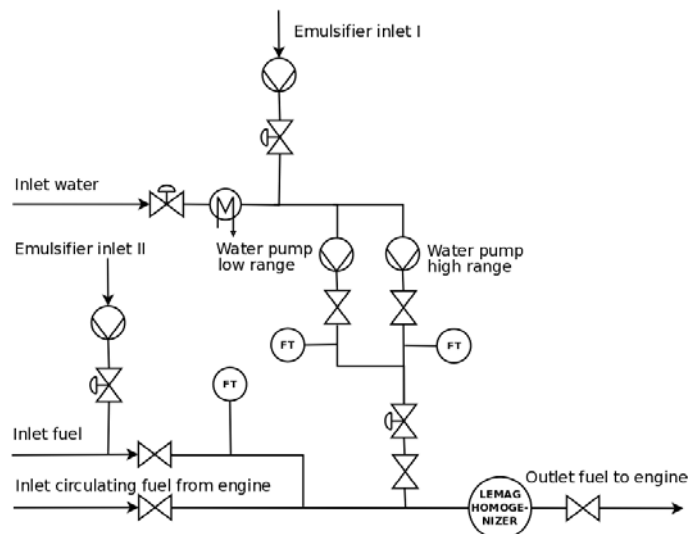 Emulsifier inlet I
Inlet water
Emulsifier inlet II
Water pump
low range
Water pump
high range
FT
FT
FT
Inlet fuel
Inlet circulating fuel from engine
LEMAG
HOMOGE-
NIZER
Outlet fuel to engine